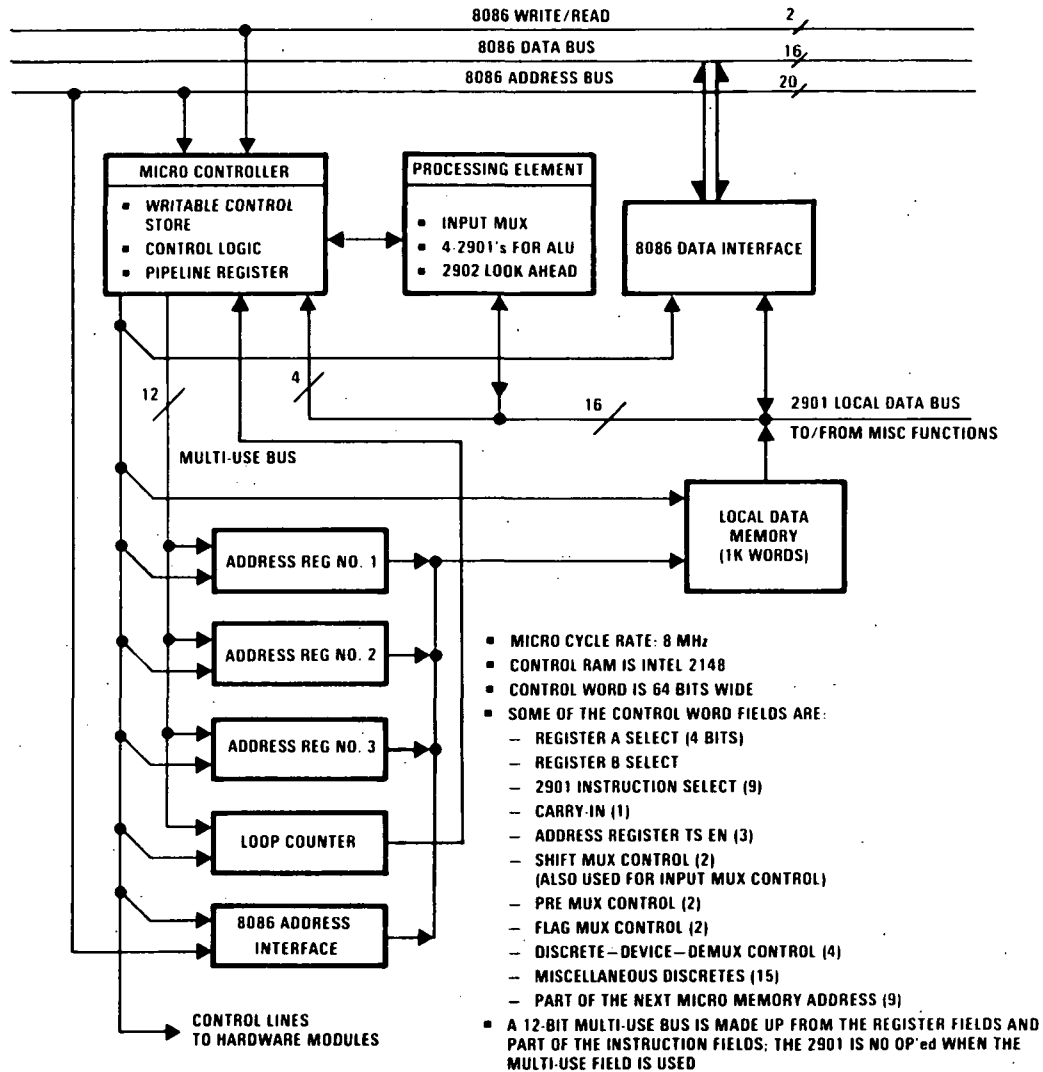 8086 WRITE/READ
2
8086 DATA BUS
16
8086 ADDRESS BUS
20
MICRO CONTROLLER
▪ WRITABLE CONTROL
STORE
▪ CONTROL LOGIC
▪ PIPELINE REGISTER
PROCESSING ELEMENT
▪ INPUT MUX
▪ 4-2901's FOR ALU
▪ 2902 LOOK AHEAD
8086 DATA INTERFACE
12
4
16
2901 LOCAL DATA BUS
TO/FROM MISC FUNCTIONS
MULTI-USE BUS
LOCAL DATA
MEMORY
(1K WORDS)
ADDRESS REG NO. 1
ADDRESS REG NO. 2
ADDRESS REG NO. 3
LOOP COUNTER
8086 ADDRESS
INTERFACE
CONTROL LINES
TO HARDWARE MODULES
▪ MICRO CYCLE RATE: 8 MHz
▪ CONTROL RAM IS INTEL 2148
▪ CONTROL WORD IS 64 BITS WIDE
▪ SOME OF THE CONTROL WORD FIELDS ARE:
– REGISTER A SELECT (4 BITS)
– REGISTER B SELECT
– 2901 INSTRUCTION SELECT (9)
– CARRY-IN (1)
– ADDRESS REGISTER TS EN (3)
– SHIFT MUX CONTROL (2)
(ALSO USED FOR INPUT MUX CONTROL)
– PRE MUX CONTROL (2)
– FLAG MUX CONTROL (2)
– DISCRETE–DEVICE–DEMUX CONTROL (4)
– MISCELLANEOUS DISCRETES (15)
– PART OF THE NEXT MICRO MEMORY ADDRESS (9)
▪ A 12-BIT MULTI-USE BUS IS MADE UP FROM THE REGISTER FIELDS AND
PART OF THE INSTRUCTION FIELDS; THE 2901 IS NO OP'ed WHEN THE
MULTI-USE FIELD IS USED